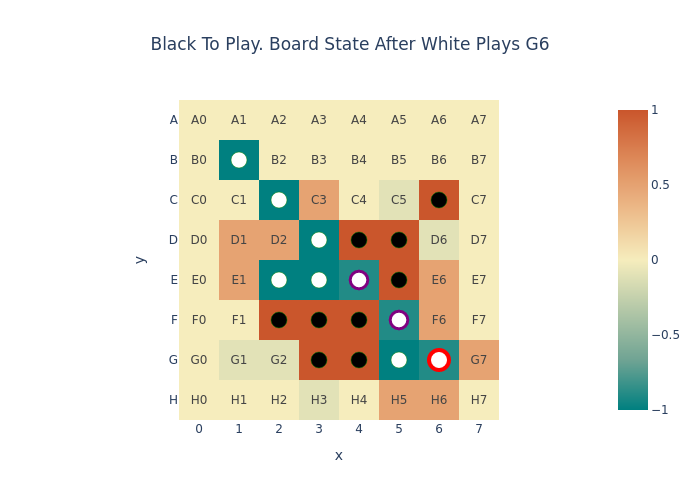 Black To Play. Board State After White Plays G6
A A0 A1 A2 A3 A4 A5 A6 A7 1
B B0 B2 B3 B4 B5 B6 B7
C C0 C1 C3 C4 C5 C7 0.5
D D0 D1 D2 D6 D7
y 0
E E0 E1 E6 E7
F F0 F1 F6 F7 −0.5
G G0 G1 G2 G7
H H0 H1 H2 H3 H4 H5 H6 H7 −1
0 1 2 3 4 5 6 7
x